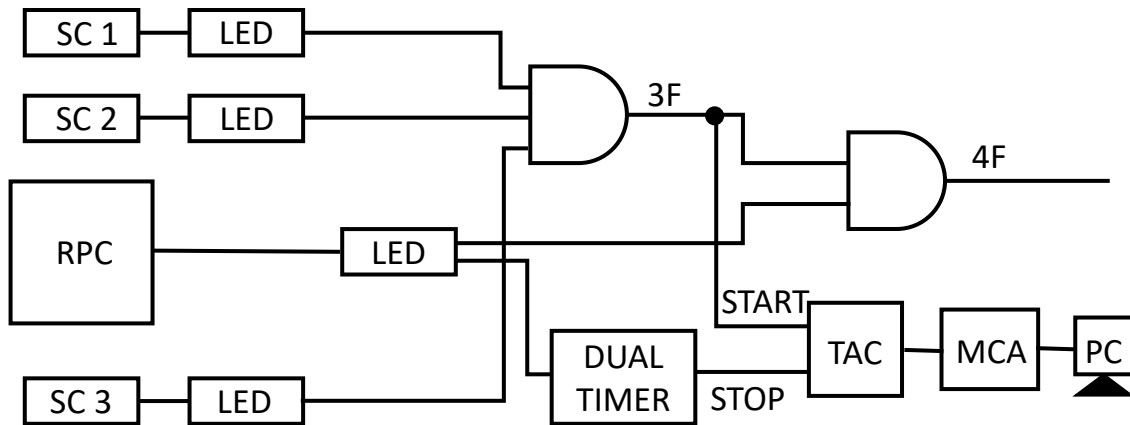 SC 1
LED
SC 2
LED
3F
4F
RPC
LED
START
DUAL
TIMER
STOP
TAC
MCA
PC
SC 3
LED